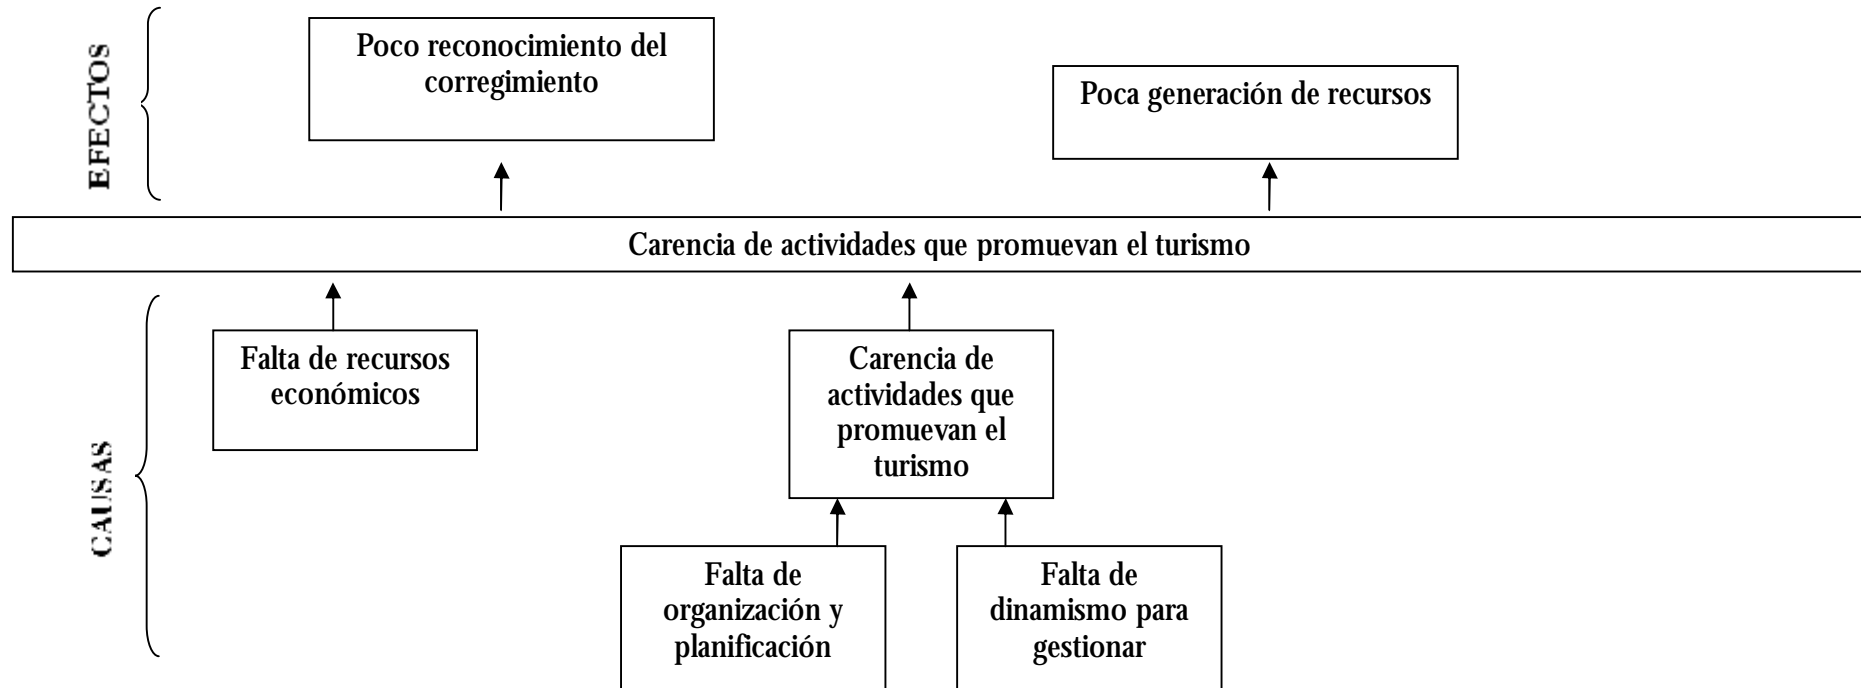 EFECTOS
Poco reconocimiento del
corregimiento
Poca generación de recursos
Carencia de actividades que promuevan el turismo
CAUSAS
Falta de recursos
económicos
Carencia de
actividades que
promuevan el
turismo
Falta de
organización y
planificación
Falta de
dinamismo para
gestionar